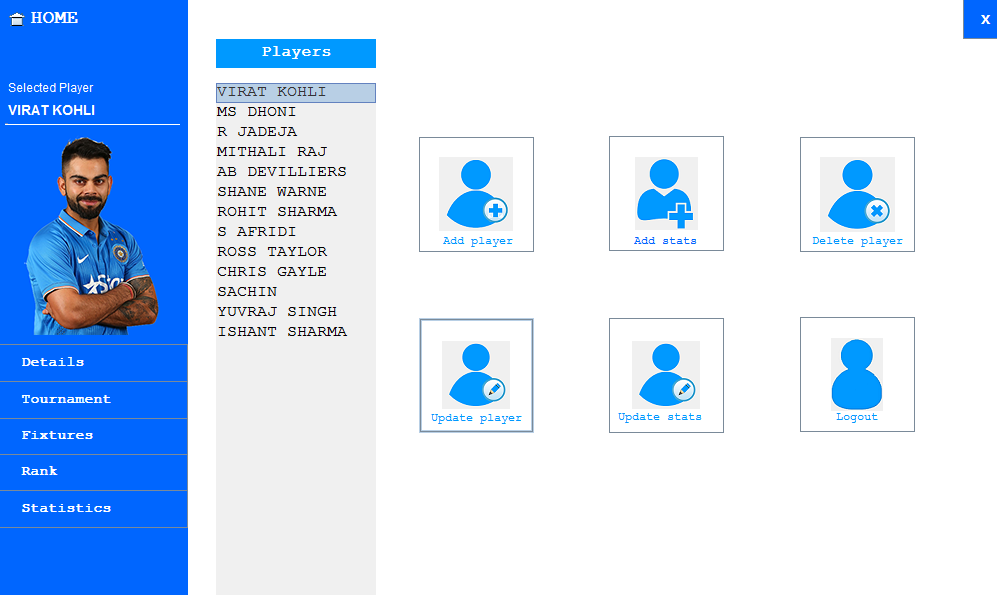 HOME
X
Selected Player
VIRAT KOHLI
Details
Tournament
Fixtures
Rank
Statistics
Players
VIRAT KOHLI
MS DHONI
R JADEJA
MITHALI RAJ
AB DEVILLIERS
SHANE WARNE
ROHIT SHARMA
S AFRIDI
ROSS TAYLOR
CHRIS GAYLE
SACHIN
YUVRAJ SINGH
ISHANT SHARMA
Add player
Add stats
Delete player
Update player
Update stats
Logout